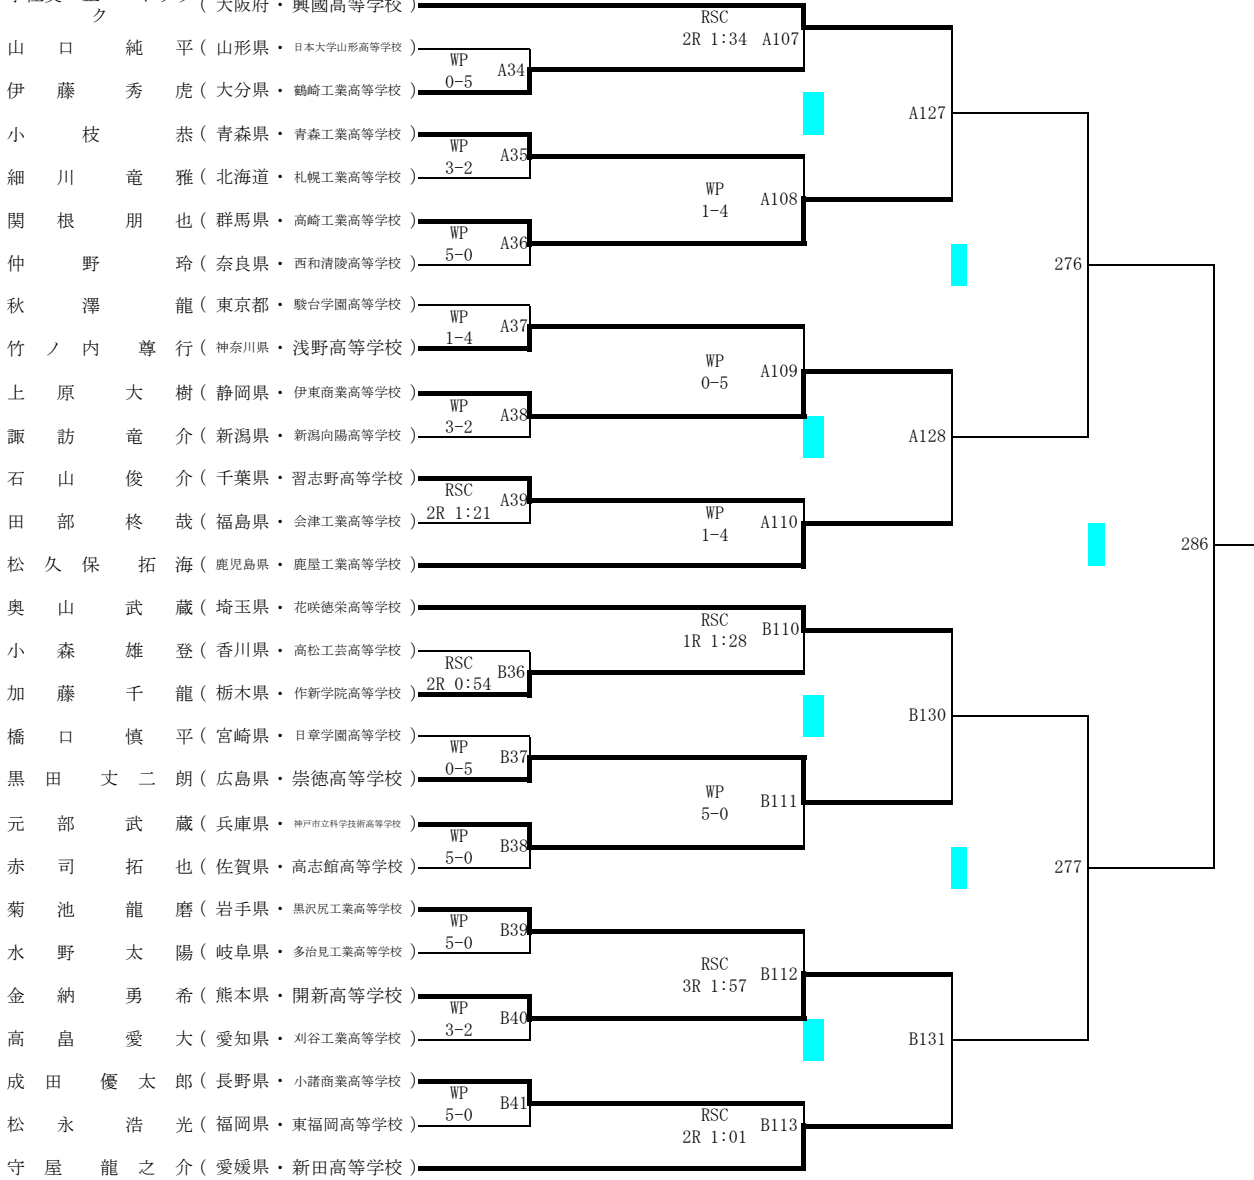 ク ( 大阪府・興國高等学校 )
山口 純平 ( 山形県・日本大学山形高等学校 )
伊藤 秀虎 ( 大分県・鶴崎工業高等学校 )
小枝 恭 ( 青森県・青森工業高等学校 )
細川 竜雅 ( 北海道・札幌工業高等学校 )
関根 朋也 ( 群馬県・高崎工業高等学校 )
仲野 玲 ( 奈良県・西和清陵高等学校 )
秋澤 龍 ( 東京都・駿台学園高等学校 )
竹ノ内 尊行 ( 神奈川県・浅野高等学校 )
上原 大樹 ( 静岡県・伊東商業高等学校 )
諏訪 竜介 ( 新潟県・新潟向陽高等学校 )
石山 俊介 ( 千葉県・習志野高等学校 )
田部 柊哉 ( 福島県・会津工業高等学校 )
松久保 拓海 ( 鹿児島県・鹿屋工業高等学校 )
奥山 武蔵 ( 埼玉県・花咲徳栄高等学校 )
小森 雄登 ( 香川県・高松工芸高等学校 )
加藤 千龍 ( 栃木県・作新学院高等学校 )
橋口 慎平 ( 宮崎県・日章学園高等学校 )
黒田 丈二朗 ( 広島県・崇徳高等学校 )
元部 武蔵 ( 兵庫県・神戸市立科学技術高等学校 )
赤司 拓也 ( 佐賀県・高志館高等学校 )
菊池 龍磨 ( 岩手県・黒沢尻工業高等学校 )
水野 太陽 ( 岐阜県・多治見工業高等学校 )
金納 勇希 ( 熊本県・開新高等学校 )
高畠 愛大 ( 愛知県・刈谷工業高等学校 )
成田 優太郎 ( 長野県・小諸商業高等学校 )
松永 浩光 ( 福岡県・東福岡高等学校 )
守屋 龍之介 ( 愛媛県・新田高等学校 )
WP
0-5 A34
WP
3-2 A35
WP
5-0 A36
WP
1-4 A37
WP
3-2 A38
RSC
2R 1:21 A39
RSC
2R 0:54 B36
WP
0-5 B37
WP
5-0 B38
WP
5-0 B39
WP
3-2 B40
WP
5-0 B41
RSC
2R 1:34 A107
WP
1-4 A108
WP
0-5 A109
WP
1-4 A110
RSC
1R 1:28 B110
WP
5-0 B111
RSC
3R 1:57 B112
RSC
2R 1:01 B113
A127
A128
B130
B131
276
277
286